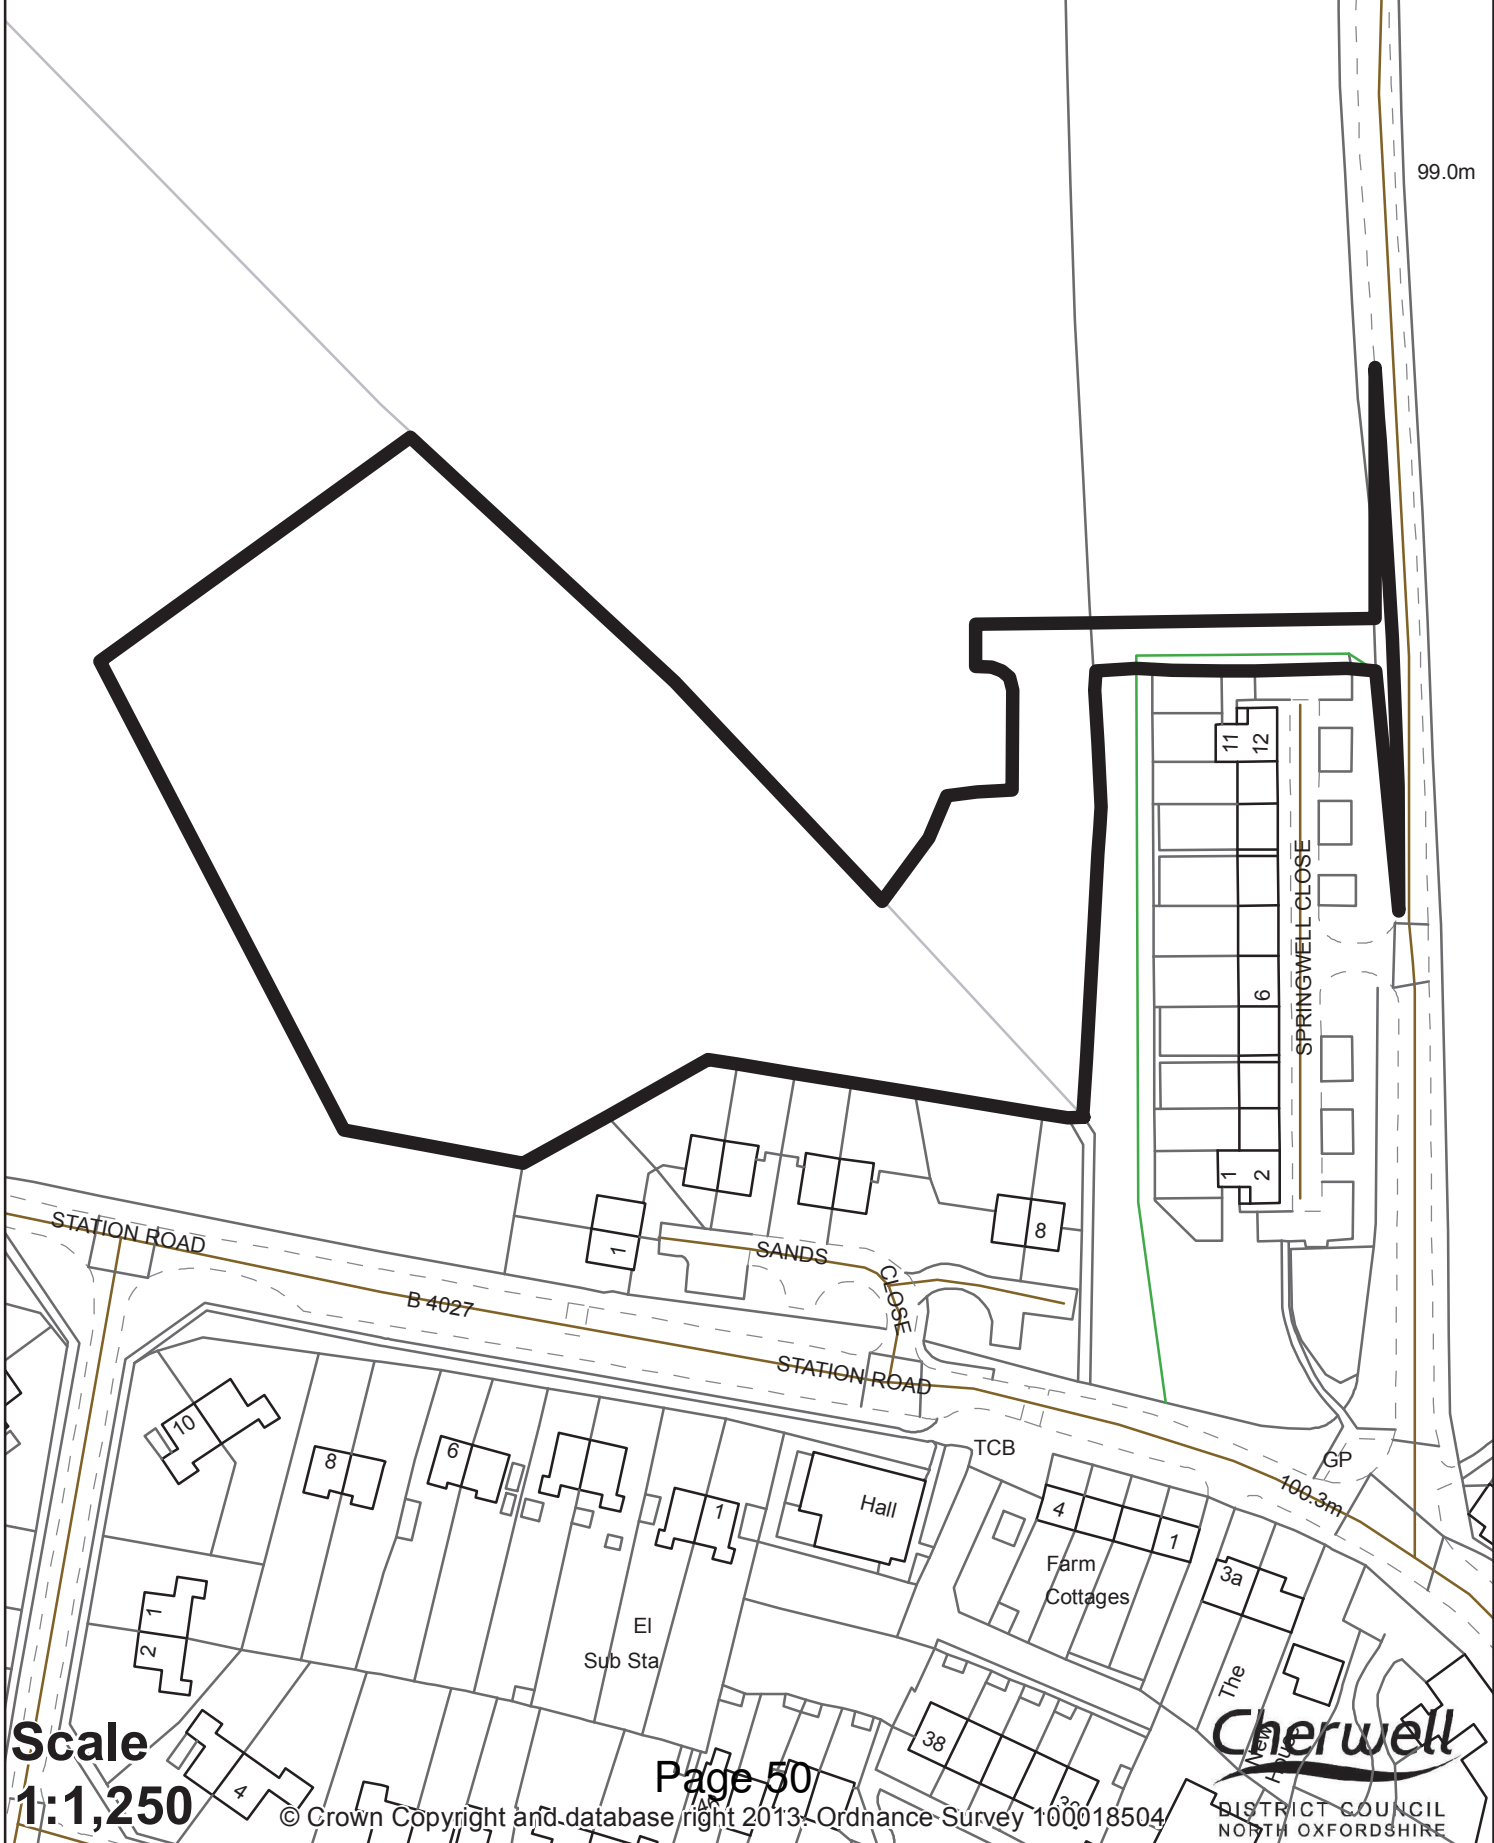 99.0m
11
12
SPRINGWELL CLOSE
6
1
2
STATION ROAD
1
SANDS
8
CLOSE
B 4027
STATION ROAD
10
8
6
1
Hall
TCB
GP
100.3m
4
1
Farm
Cottages
3a
1
2
El
Sub Sta
The
New
House
38
4
Scale
1:1,250
Page 50
© Crown Copyright and database right 2013. Ordnance Survey 100018504
Cherwell
DISTRICT COUNCIL
NORTH OXFORDSHIRE